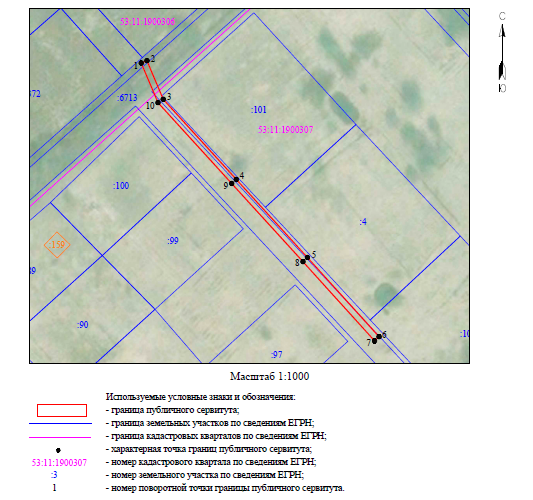 53:11:1900306
С
1
2
:472
:6713
10
3
:101
53:11:1900307
Ю
4
9
:100
:4
:99
:159
5
8
:90
6
7
:97
Масштаб 1:1000
Используемые условные знаки и обозначения:
- граница публичного сервитута;
- граница земельных участков по сведениям ЕГРН;
- граница кадастровых кварталов по сведениям ЕГРН;
- характерная точка границ публичного сервитута;
53:11:1900307 - номер кадастрового квартала по сведениям ЕГРН;
:3 - номер земельного участка по сведениям ЕГРН;
1 - номер поворотной точки границы публичного сервитута.